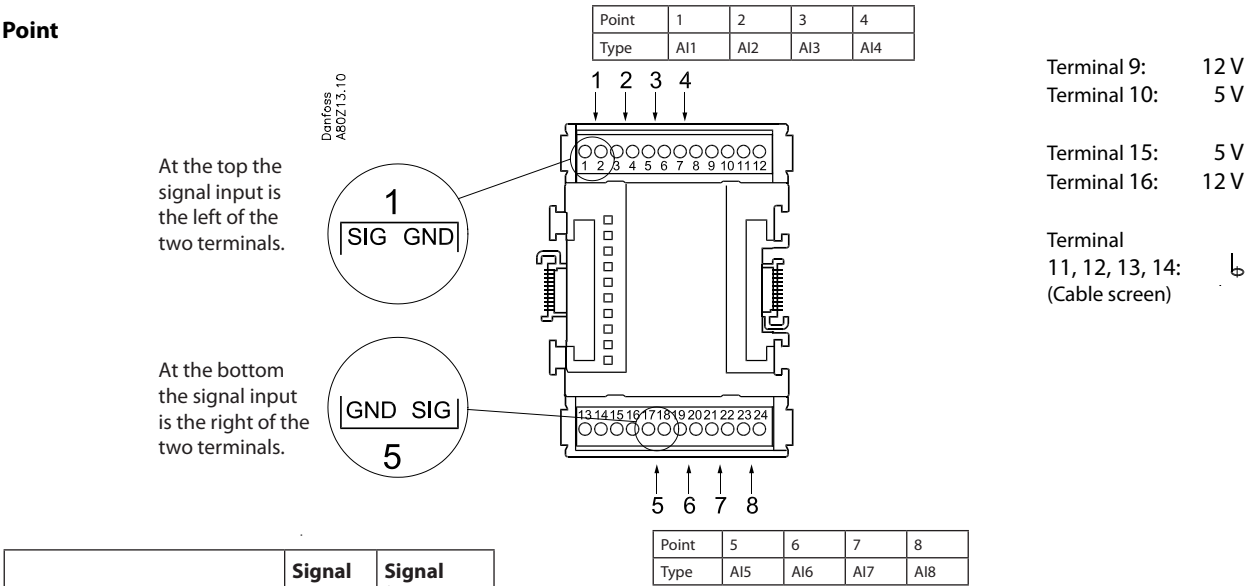 Point
Point 1 2 3 4
Type AI1 AI2 AI3 AI4
1 2 3 4
Danfoss
A80Z13.10
At the top the
signal input is
the left of the
two terminals.
1
SIG GND
1 2 3 4 5 6 7 8 9 10 11 12
Terminal 9: 12 V
Terminal 10: 5 V
Terminal 15: 5 V
Terminal 16: 12 V
Terminal
11, 12, 13, 14:
(Cable screen)
At the bottom
the signal input
is the right of the
two terminals.
GND SIG
5
13 14 15 16 17 18 19 20 21 22 23 24
5 6 7 8
Point 5 6 7 8
Type AI5 AI6 AI7 AI8
Signal Signal